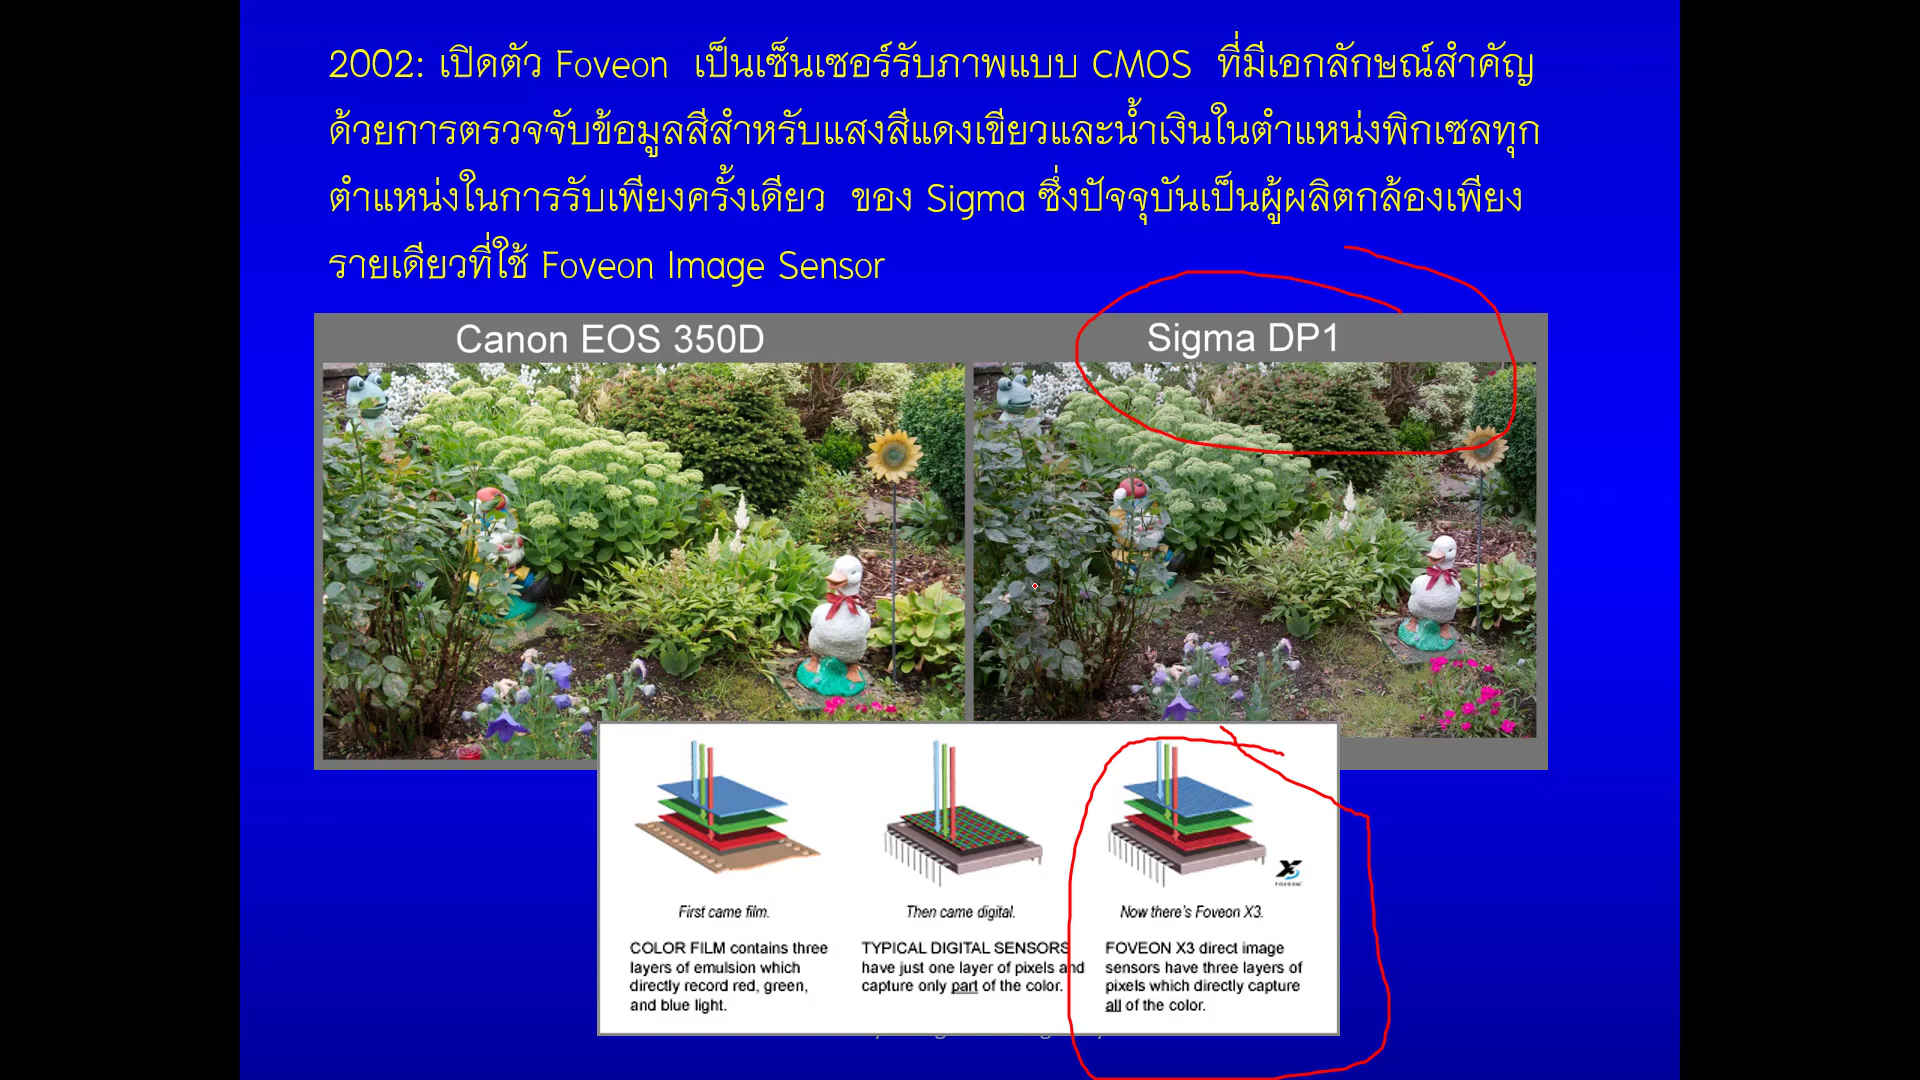 2002: เปิดตัว Foveon เป็นเซ็นเซอร์รับภาพแบบ CMOS ที่มีเอกลักษณ์สำคัญ
ด้วยการตรวจจับข้อมูลสีสำหรับแสงสีแดงเขียวและน้ำเงินในตำแหน่งพิกเซลทุก
ตำแหน่งในการรับเพียงครั้งเดียว ของ Sigma ซึ่งปัจจุบันเป็นผู้ผลิตกล้องเพียง
รายเดียวที่ใช้ Foveon Image Sensor
Canon EOS 350D
Sigma DP1
First came film.
COLOR FILM contains three
layers of emulsion which
directly record red, green,
and blue light.
Then came digital.
TYPICAL DIGITAL SENSORS
have just one layer of pixels and
capture only part of the color.
X3
FOVEON
Now there's Foveon X3.
FOVEON X3 direct image
sensors have three layers of
pixels which directly capture
all of the color.